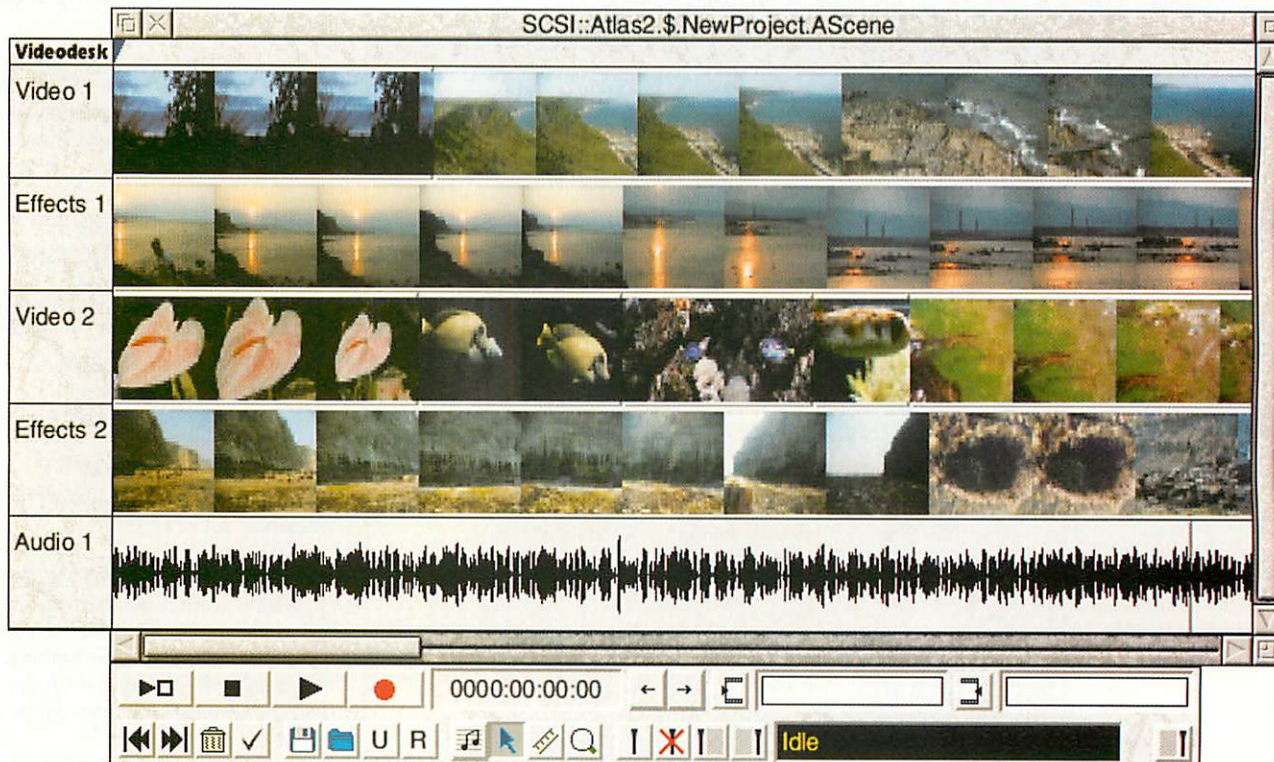 SCSI::Atlas2.$.NewProject.AScene
Videodesk
Video 1
Effects 1
Video 2
Effects 2
Audio 1
0000:00:00:00
U R
Idle